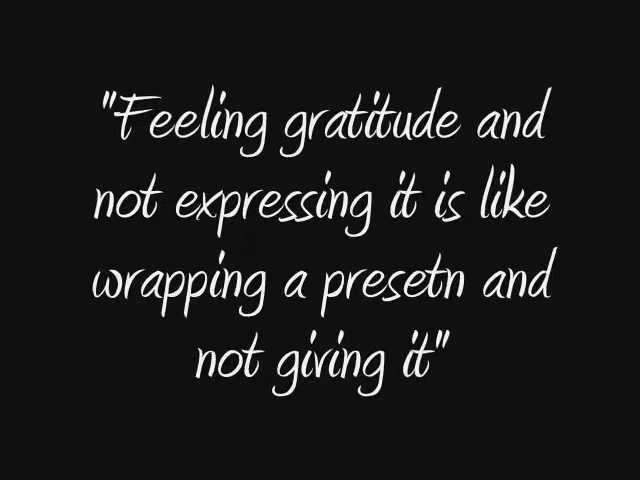 "Feeling gratitude and
not expressing it is like
wrapping a presetn and
not giving it"